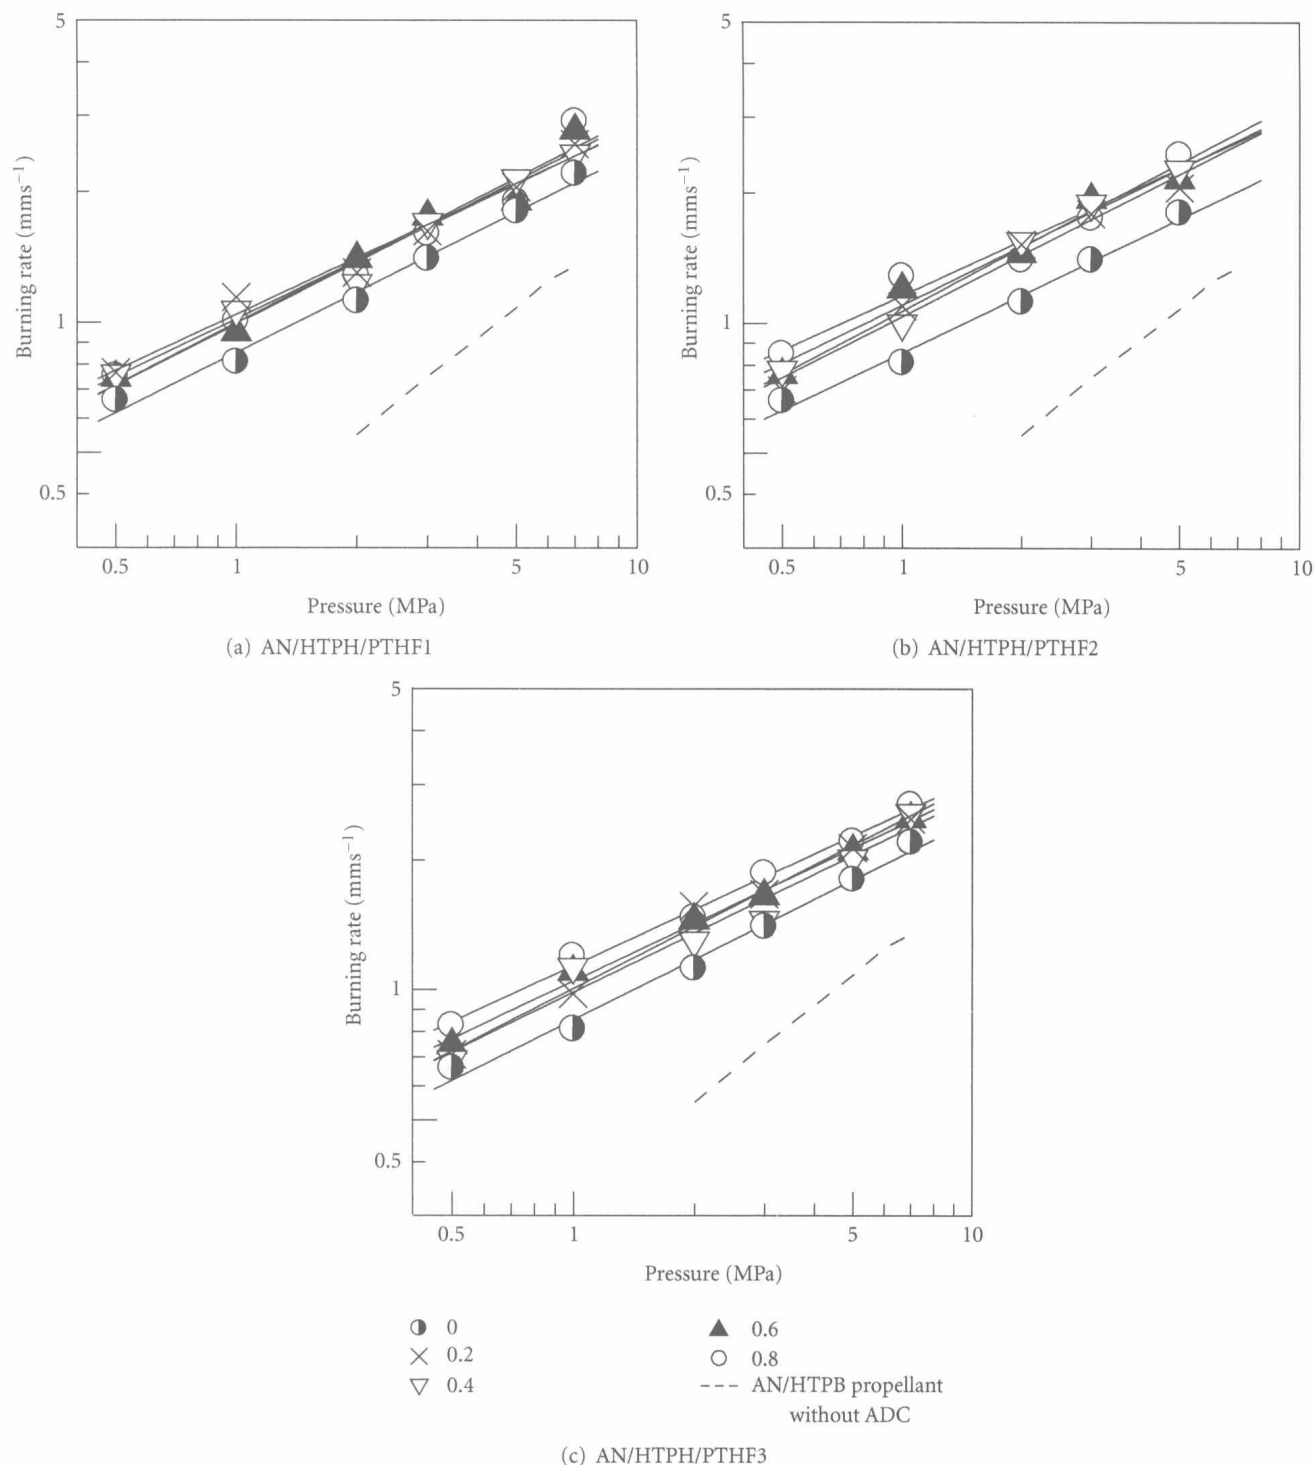 5
Burning rate (mms⁻¹)
1
0.5
0.5 1 5 10
Pressure (MPa)
(a) AN/HTPH/PTHF1
5
Burning rate (mms⁻¹)
1
0.5
0.5 1 5 10
Pressure (MPa)
(b) AN/HTPH/PTHF2
5
Burning rate (mms⁻¹)
1
0.5
0.5 1 5 10
Pressure (MPa)
0
0.2
0.4
0.6
0.8
AN/HTPB propellant
without ADC
(c) AN/HTPH/PTHF3